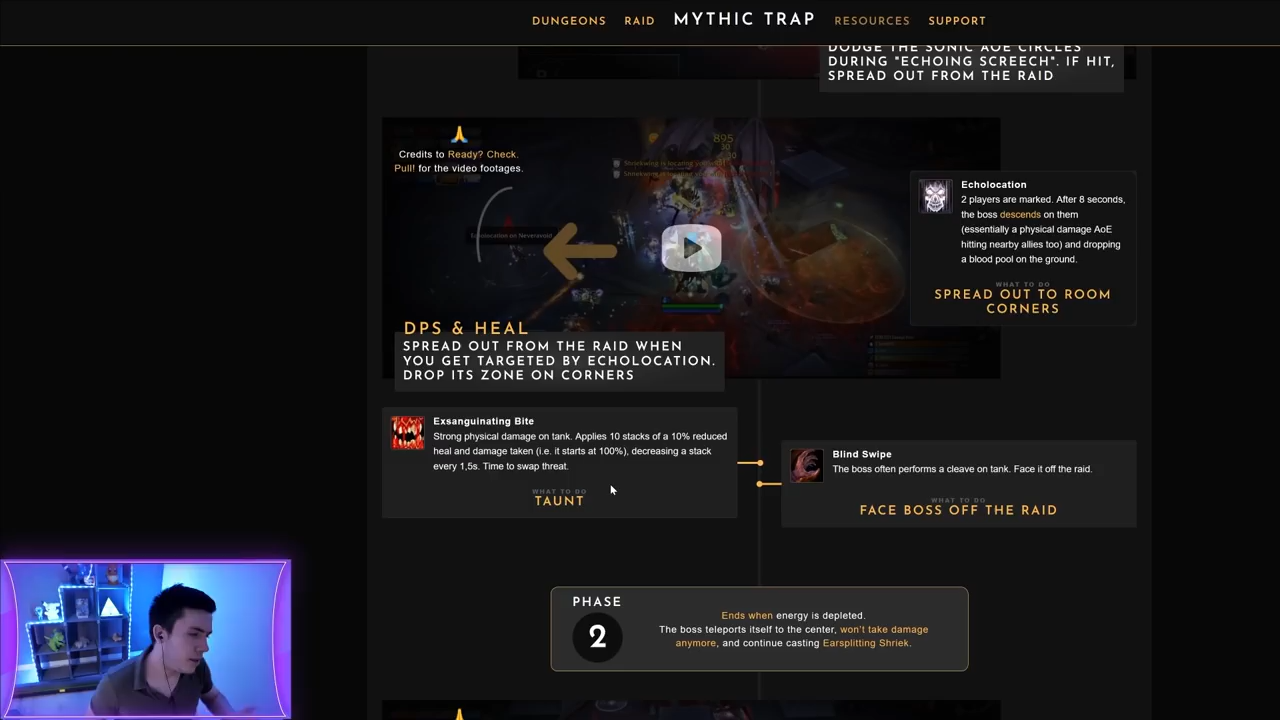 DUNGEONS RAID MYTHIC TRAP RESOURCES SUPPORT
DODGE THE SONIC AOE CIRCLES
DURING "ECHOING SCREECH". IF HIT,
SPREAD OUT FROM THE RAID
Credits to Ready? Check.
Pull! for the video footages.
895
30
Echolocation
2 players are marked. After 8 seconds,
the boss descends on them
(essentially a physical damage AoE
hitting nearby allies too) and dropping
a blood pool on the ground.
WHAT TO DO
SPREAD OUT TO ROOM
CORNERS
DPS & HEAL
SPREAD OUT FROM THE RAID WHEN
YOU GET TARGETED BY ECHOLOCATION.
DROP ITS ZONE ON CORNERS
Exsanguinating Bite
Strong physical damage on tank. Applies 10 stacks of a 10% reduced
heal and damage taken (i.e. it starts at 100%), decreasing a stack
every 1,5s. Time to swap threat.
WHAT TO DO
TAUNT
Blind Swipe
The boss often performs a cleave on tank. Face it off the raid.
WHAT TO DO
FACE BOSS OFF THE RAID
PHASE
2
Ends when energy is depleted.
The boss teleports itself to the center, won't take damage
anymore, and continue casting Earsplitting Shriek.